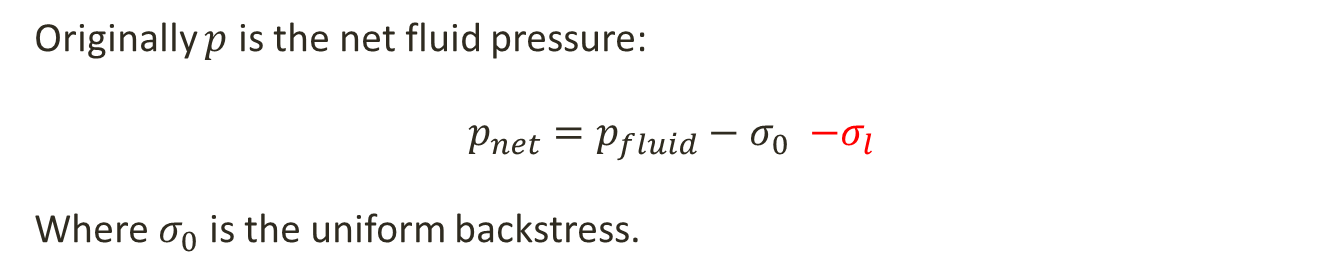 Originally p is the net fluid pressure:
p_net = p_fluid − σ_0 −σ_l
Where σ_0 is the uniform backstress.